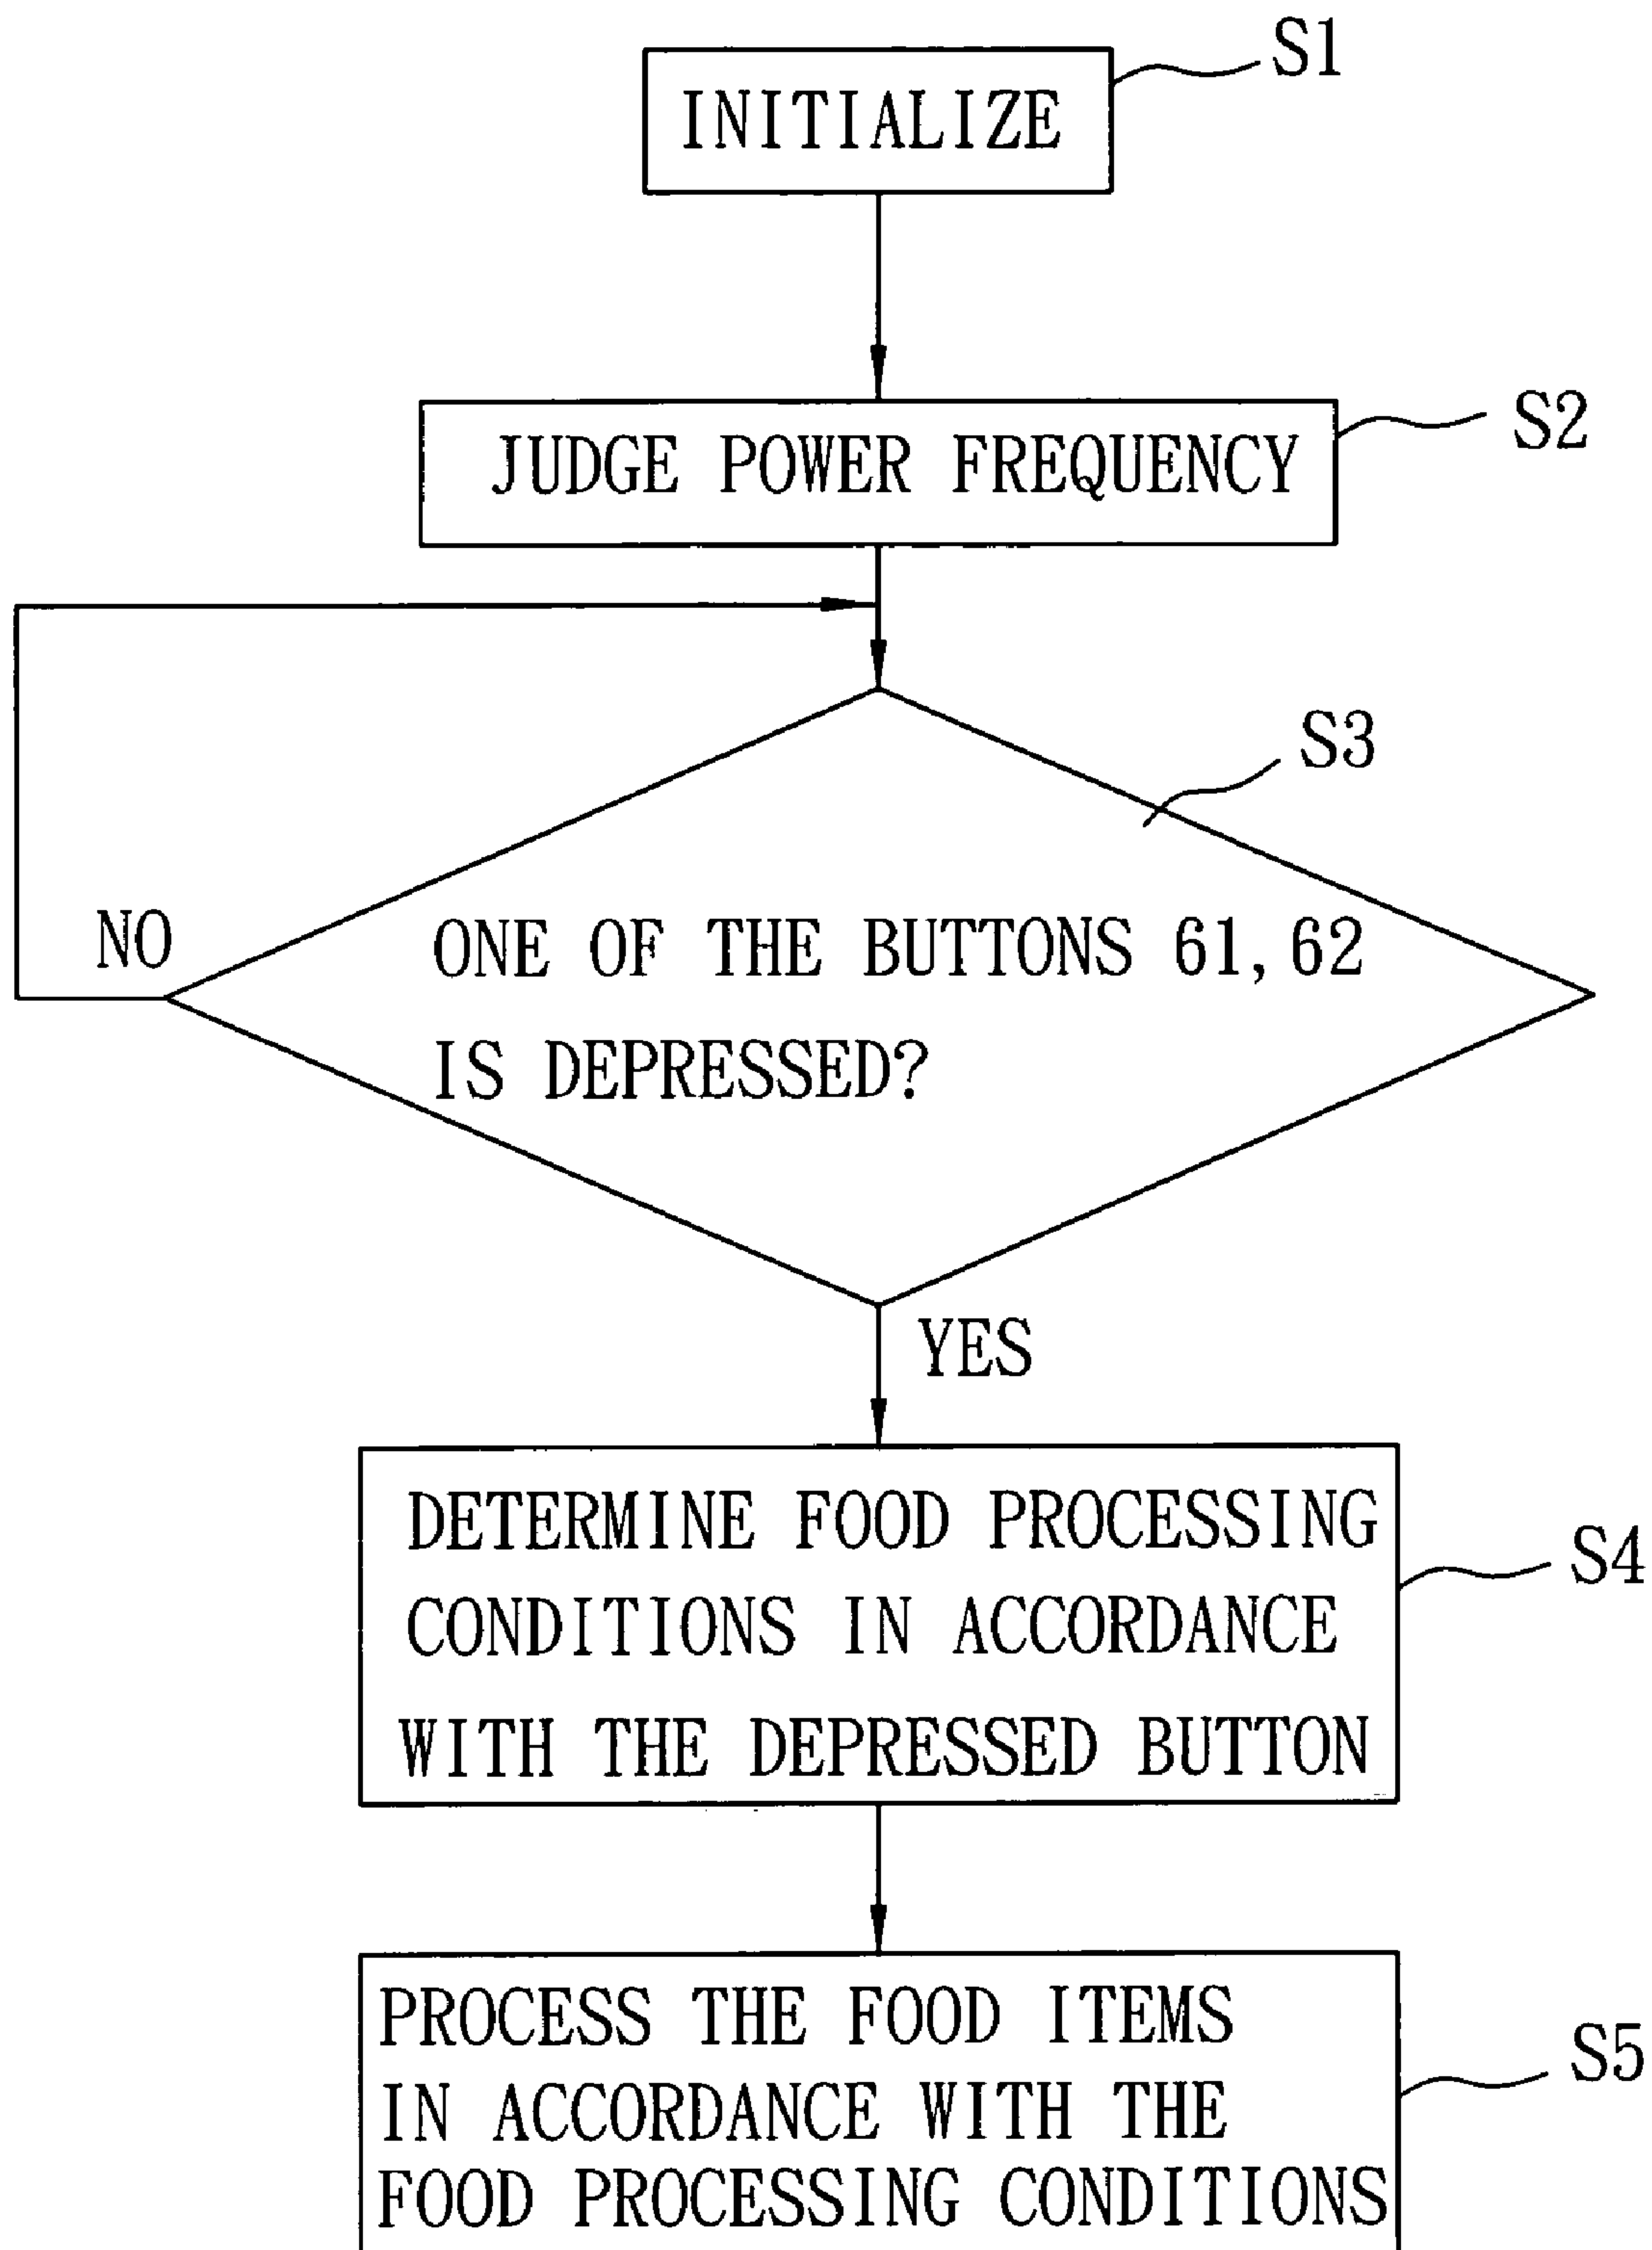 S1
INITIALIZE
S2
JUDGE POWER FREQUENCY
S3
NO
ONE OF THE BUTTONS 61, 62
IS DEPRESSED?
YES
DETERMINE FOOD PROCESSING
CONDITIONS IN ACCORDANCE
WITH THE DEPRESSED BUTTON
S4
PROCESS THE FOOD ITEMS
IN ACCORDANCE WITH THE
FOOD PROCESSING CONDITIONS
S5